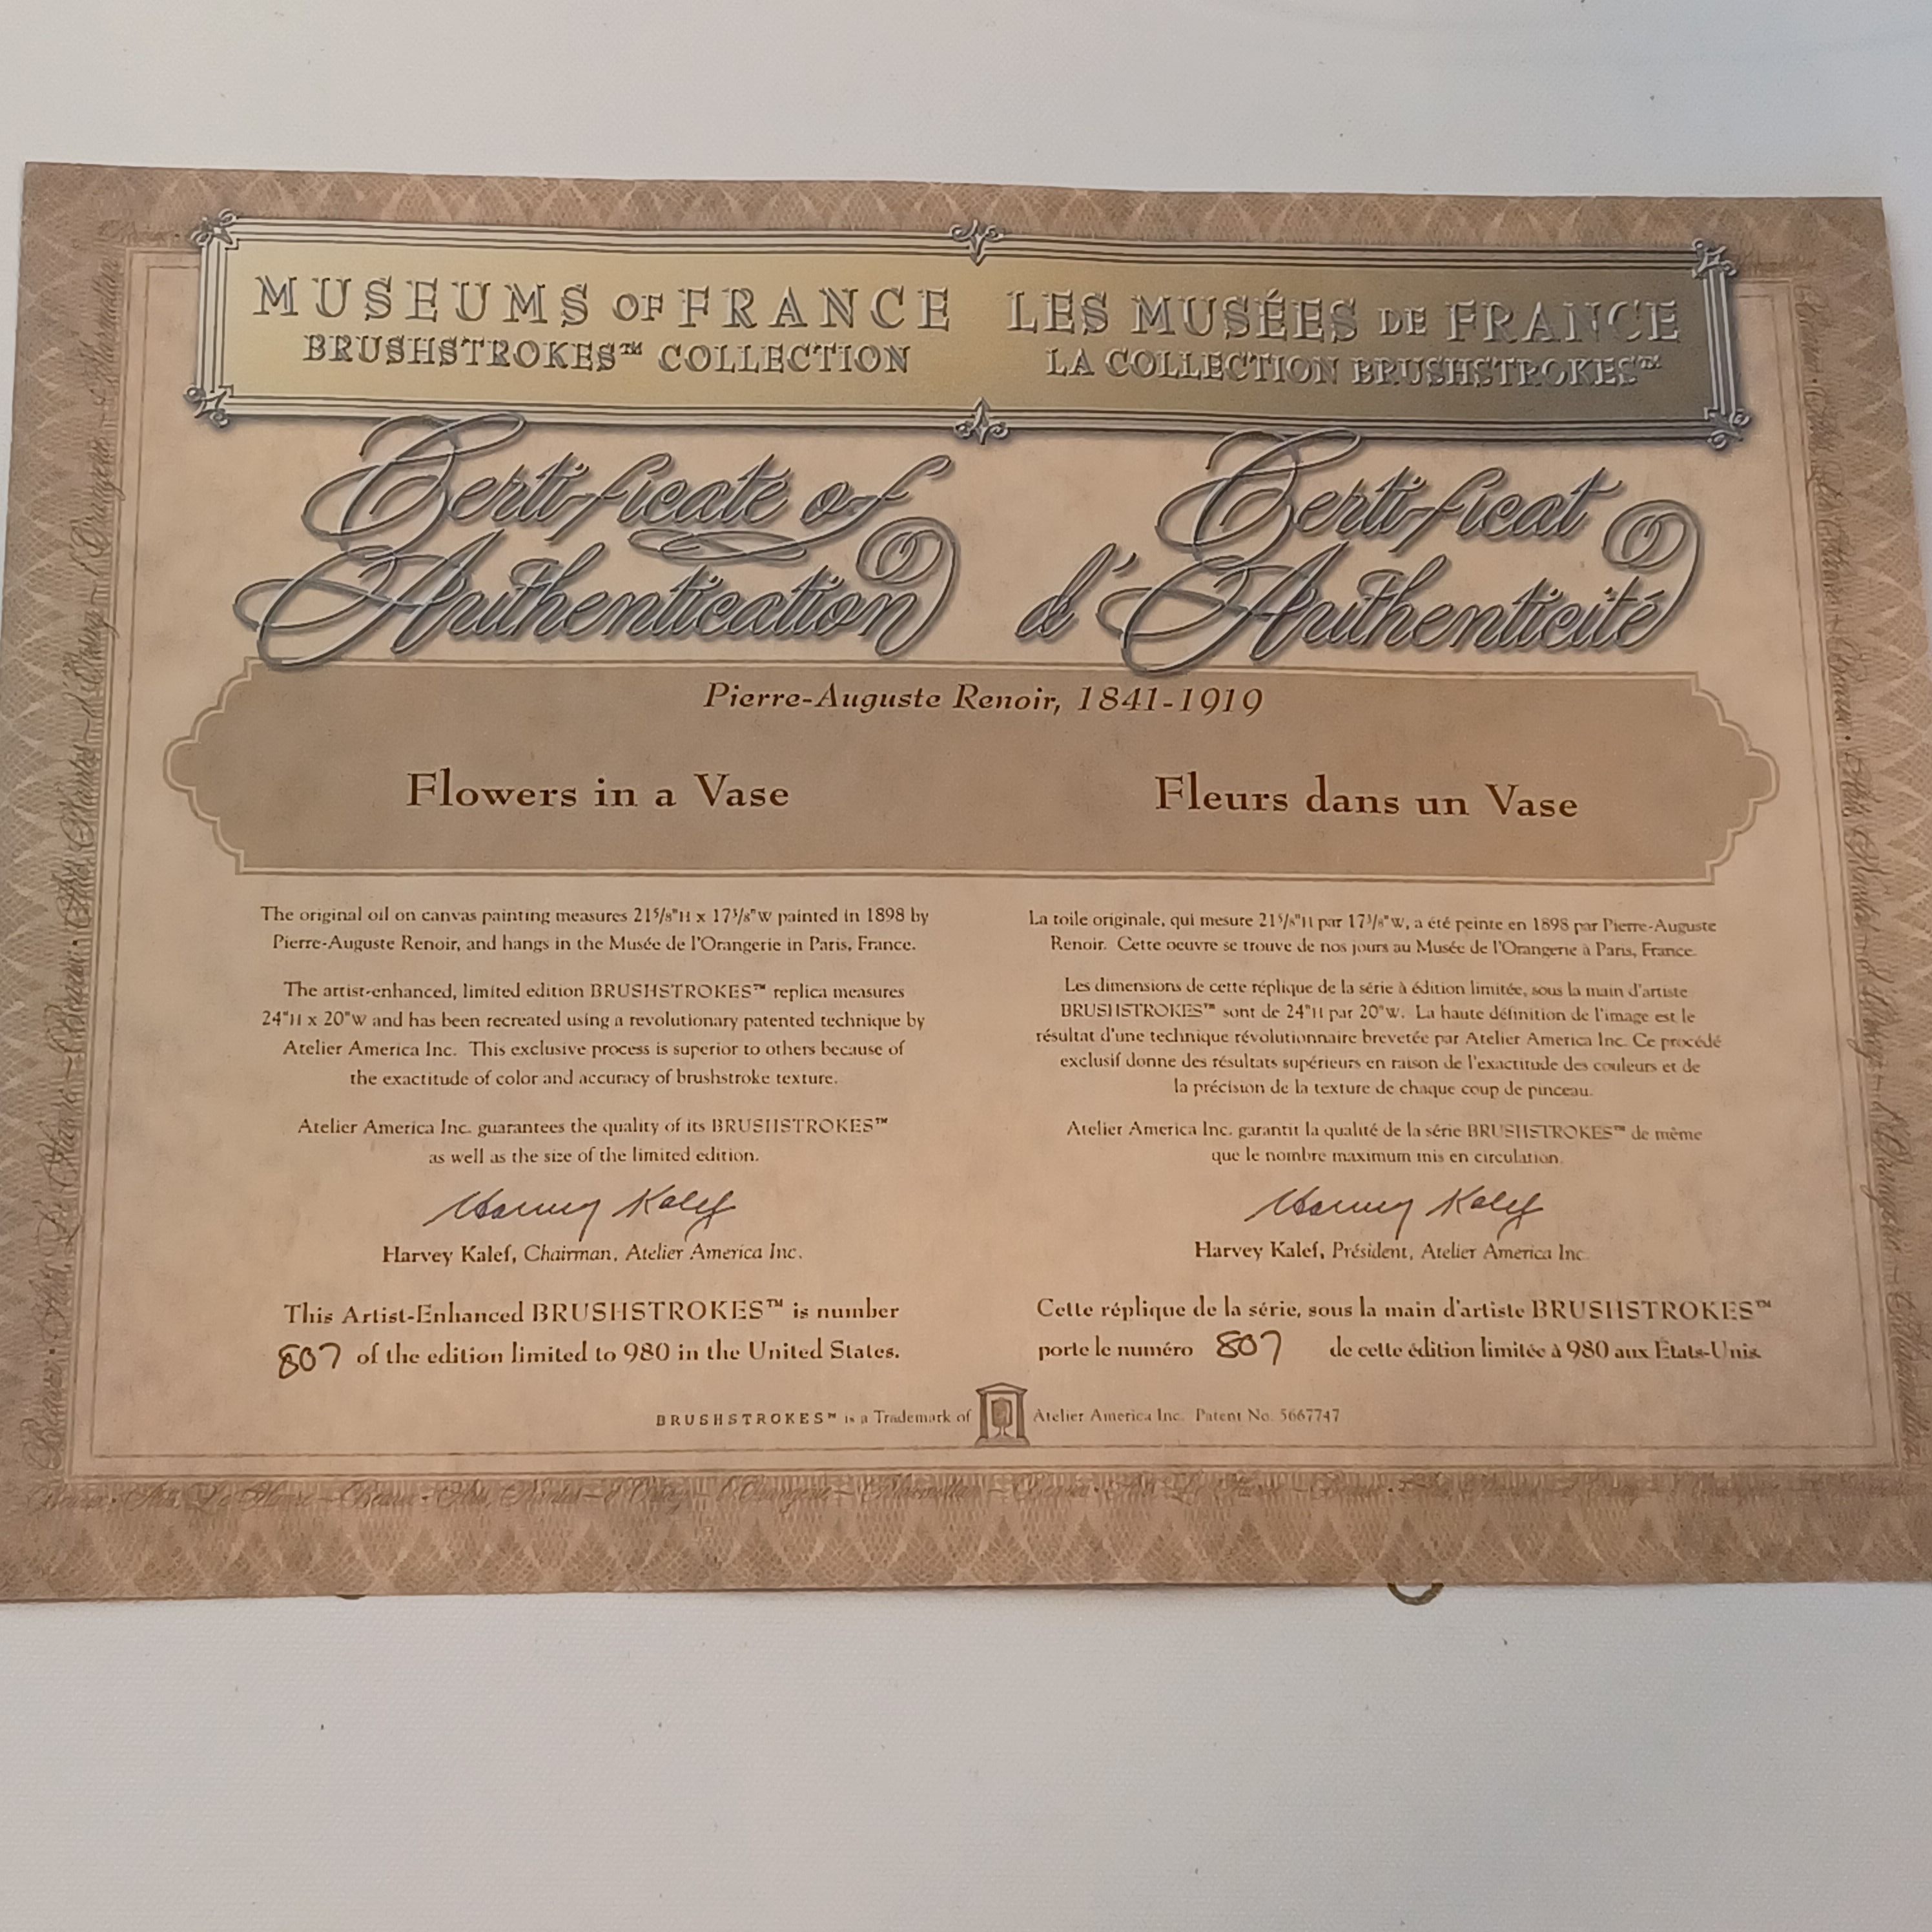 MUSEUMS OF FRANCE
BRUSHSTROKES™ COLLECTION
LES MUSÉES DE FRANCE
LA COLLECTION BRUSHSTROKES™
Certificate of
Authentication
Certificat
d'Authenticité
Pierre-Auguste Renoir, 1841-1919
Flowers in a Vase
Fleurs dans un Vase
The original oil on canvas painting measures 21⁵/₈"H x 17³/₈"W painted in 1898 by
Pierre-Auguste Renoir, and hangs in the Musée de l'Orangerie in Paris, France.
The artist-enhanced, limited edition BRUSHSTROKES™ replica measures
24"H x 20"W and has been recreated using a revolutionary patented technique by
Atelier America Inc. This exclusive process is superior to others because of
the exactitude of color and accuracy of brushstroke texture.
Atelier America Inc. guarantees the quality of its BRUSHSTROKES™
as well as the size of the limited edition.
Harvey Kalef
Harvey Kalef, Chairman, Atelier America Inc.
This Artist-Enhanced BRUSHSTROKES™ is number
807 of the edition limited to 980 in the United States.
La toile originale, qui mesure 21⁵/₈"H par 17³/₈"W, a été peinte en 1898 par Pierre-Auguste
Renoir. Cette oeuvre se trouve de nos jours au Musée de l'Orangerie à Paris, France.
Les dimensions de cette réplique de la série à édition limitée, sous la main d'artiste
BRUSHSTROKES™ sont de 24"H par 20"W. La haute définition de l'image est le
résultat d'une technique révolutionnaire brevetée par Atelier America Inc. Ce procédé
exclusif donne des résultats supérieurs en raison de l'exactitude des couleurs et de
la précision de la texture de chaque coup de pinceau.
Atelier America Inc. garantit la qualité de la série BRUSHSTROKES™ de même
que le nombre maximum mis en circulation.
Harvey Kalef
Harvey Kalef, Président, Atelier America Inc.
Cette réplique de la série, sous la main d'artiste BRUSHSTROKES™
porte le numéro 807 de cette édition limitée à 980 aux États-Unis.
BRUSHSTROKES™ is a Trademark of Atelier America Inc. Patent No. 5667747